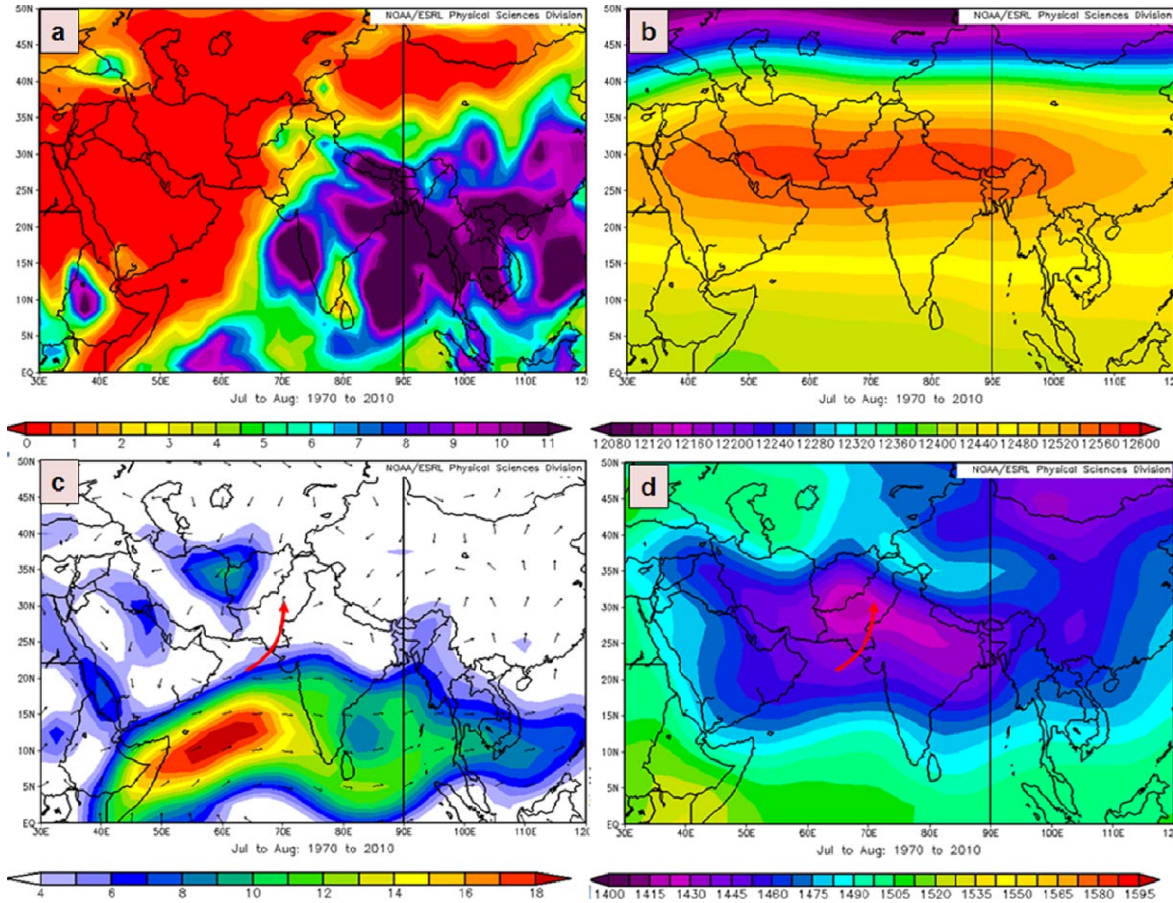 a
NOAA/ESRL Physical Sciences Division
50N
45N
40N
35N
30N
25N
20N
15N
10N
5N
EQ
30E 40E 50E 60E 70E 80E 90E 100E 110E 120
Jul to Aug: 1970 to 2010
0 1 2 3 4 5 6 7 8 9 10 11
b
NOAA/ESRL Physical Sciences Division
50N
45N
40N
35N
30N
25N
20N
15N
10N
5N
EQ
30E 40E 50E 60E 70E 80E 90E 100E 110E 120
Jul to Aug: 1970 to 2010
12080 12120 12160 12200 12240 12280 12320 12360 12400 12440 12480 12520 12560 12600
c
NOAA/ESRL Physical Sciences Division
50N
45N
40N
35N
30N
25N
20N
15N
10N
5N
EQ
30E 40E 50E 60E 70E 80E 90E 100E 110E 120
Jul to Aug: 1970 to 2010
4 6 8 10 12 14 16 18
d
NOAA/ESRL Physical Sciences Division
50N
45N
40N
35N
30N
25N
20N
15N
10N
5N
EQ
30E 40E 50E 60E 70E 80E 90E 100E 110E 120
Jul to Aug: 1970 to 2010
1400 1415 1430 1445 1460 1475 1490 1505 1520 1535 1550 1565 1580 1595